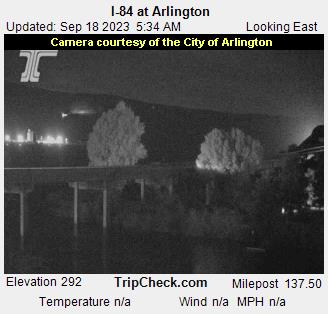 I-84 at Arlington
Updated: Sep 18 2023 5:34 AM Looking East
Camera courtesy of the City of Arlington
Elevation 292 TripCheck.com Milepost 137.50
Temperature n/a Wind n/a MPH n/a